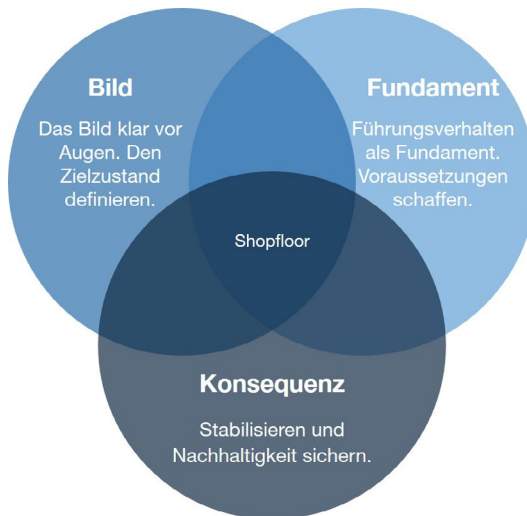 Bild
Das Bild klar vor
Augen. Den
Zielzustand
definieren.
Fundament
Führungsverhalten
als Fundament.
Voraussetzungen
schaffen.
Shopfloor
Konsequenz
Stabilisieren und
Nachhaltigkeit sichern.